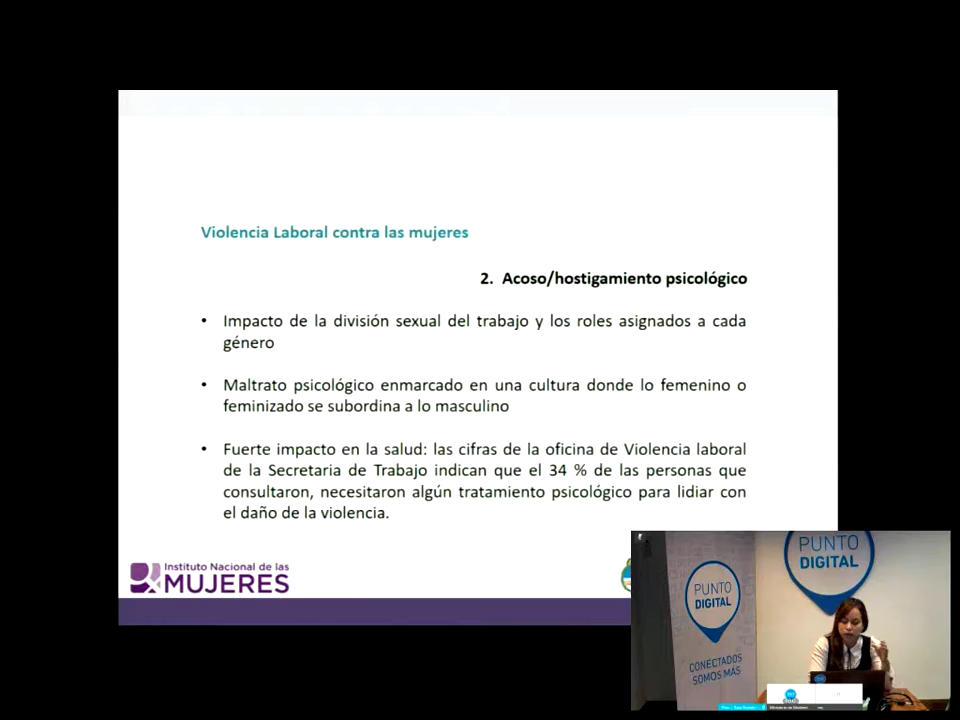 Violencia Laboral contra las mujeres
2. Acoso/hostigamiento psicológico
• Impacto de la división sexual del trabajo y los roles asignados a cada
género
• Maltrato psicológico enmarcado en una cultura donde lo femenino o
feminizado se subordina a lo masculino
• Fuerte impacto en la salud: las cifras de la oficina de Violencia laboral
de la Secretaria de Trabajo indican que el 34 % de las personas que
consultaron, necesitaron algún tratamiento psicológico para lidiar con
el daño de la violencia.
Instituto Nacional de las
MUJERES
PUNTO
DIGITAL
CONECTADOS
SOMOS MÁS
PUNTO
DIGITAL